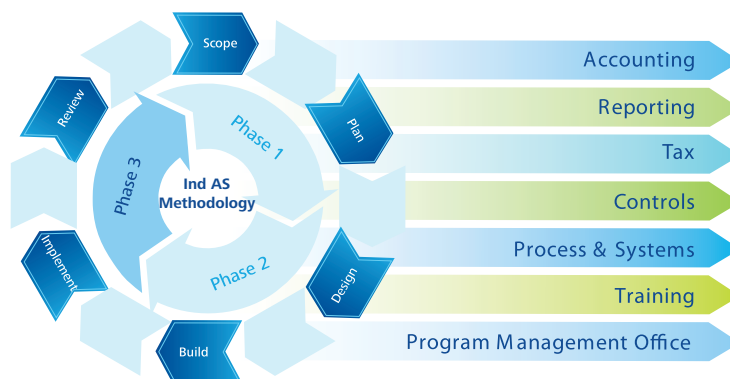 Scope
Plan
Design
Build
Implement
Review
Phase 1
Phase 2
Phase 3
Ind AS
Methodology
Accounting
Reporting
Tax
Controls
Process & Systems
Training
Program Management Office